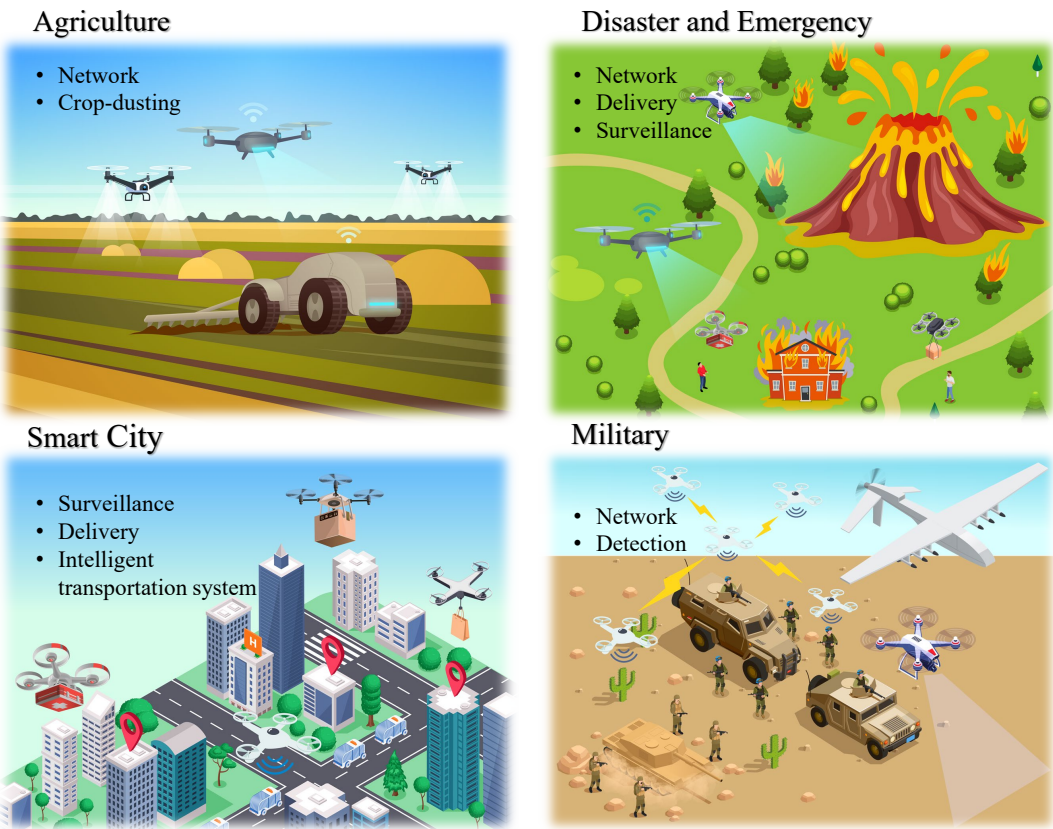 Agriculture
• Network
• Crop-dusting
Disaster and Emergency
• Network
• Delivery
• Surveillance
Smart City
• Surveillance
• Delivery
• Intelligent
transportation system
H
Military
• Network
• Detection